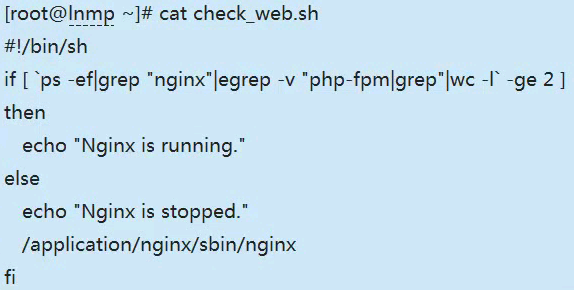 [root@lnmp ~]# cat check_web.sh
#!/bin/sh
if [ `ps -ef|grep "nginx"|egrep -v "php-fpm|grep"|wc -l` -ge 2 ]
then
echo "Nginx is running."
else
echo "Nginx is stopped."
/application/nginx/sbin/nginx
fi